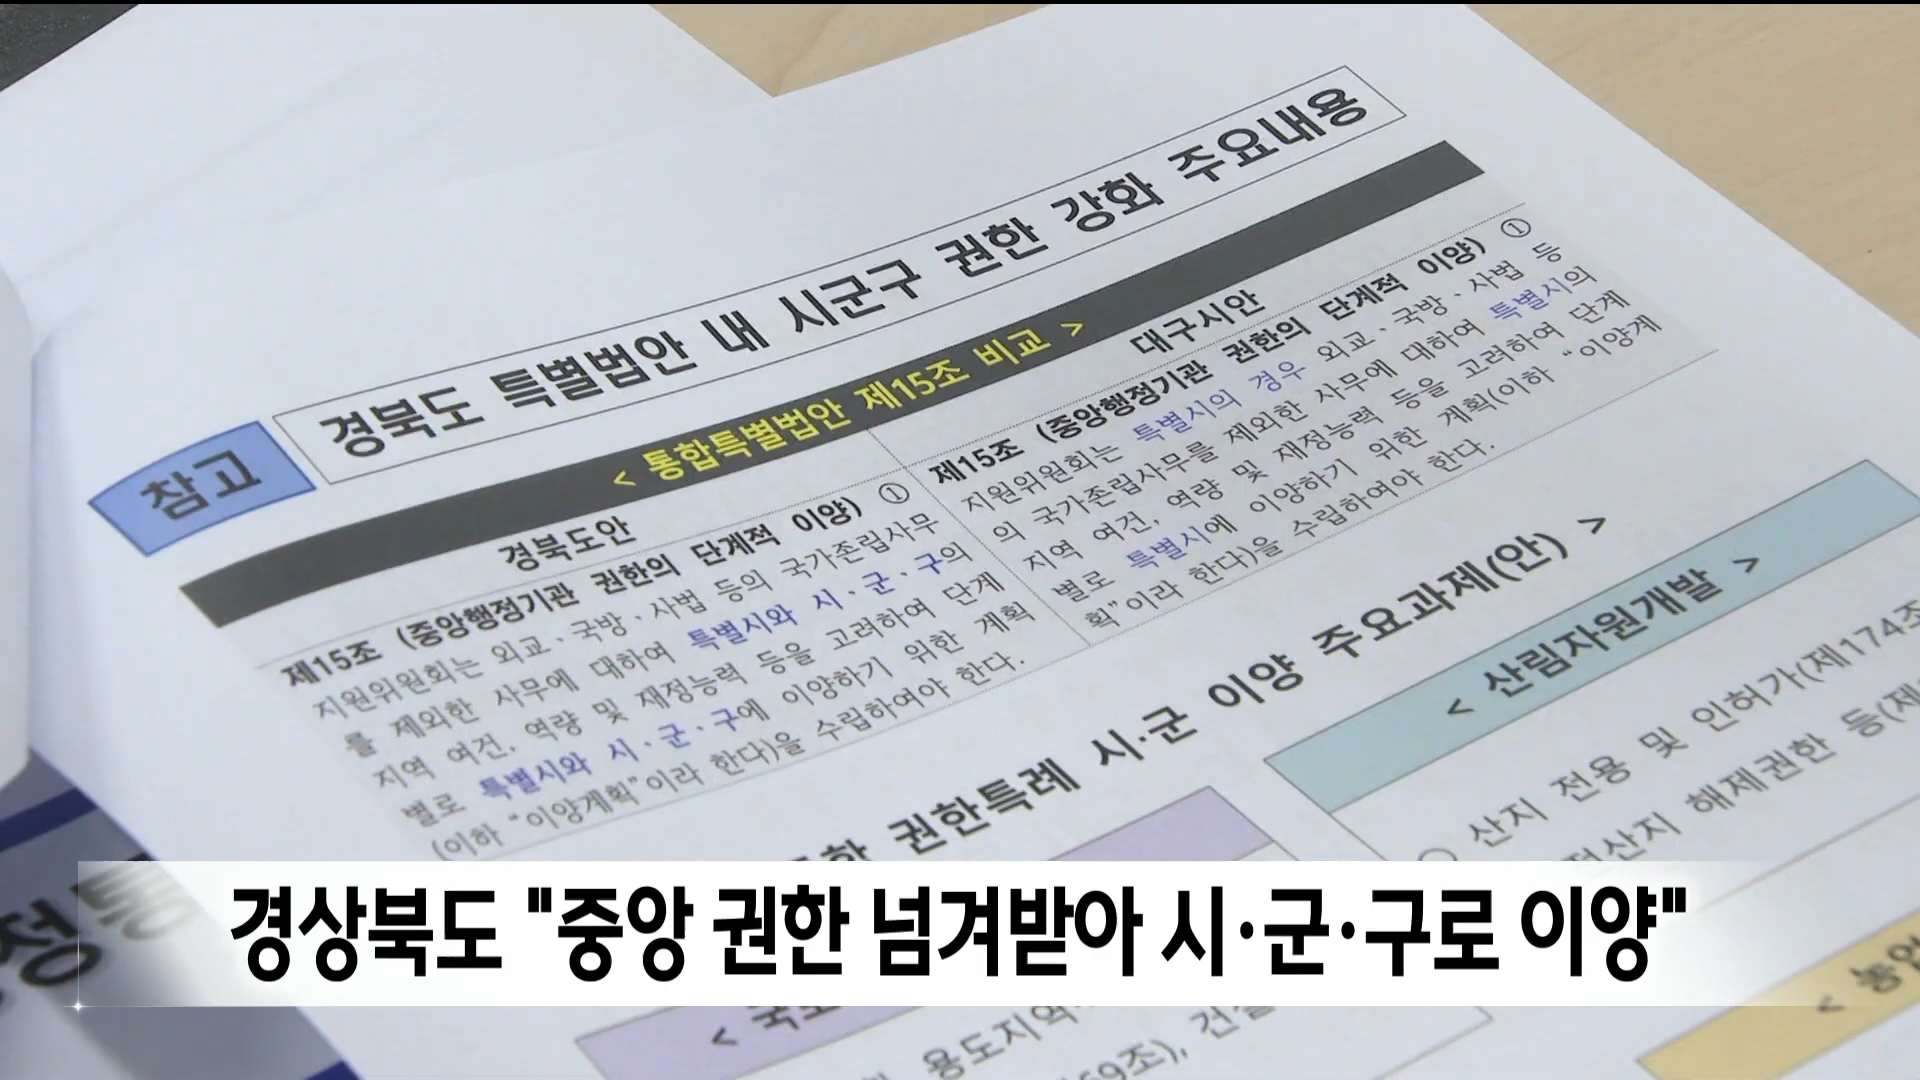 참고
경북도 특별법안 내 시군구 권한 강화 주요내용
< 통합특별법안 제15조 비교 >
경북도안
제15조 (중앙행정기관 권한의 단계적 이양) ①
지원위원회는 외교·국방·사법 등의 국가존립사무
를 제외한 사무에 대하여 특별시와 시·군·구의
지역 여건, 역량 및 재정능력 등을 고려하여 단계
별로 특별시와 시·군·구에 이양하기 위한 계획
(이하 “이양계획”이라 한다)을 수립하여야 한다.
대구시안
제15조 (중앙행정기관 권한의 단계적 이양) ①
지원위원회는 특별시의 경우 외교、국방、사법 등
의 국가존립사무를 제외한 사무에 대하여 특별시의
지역 여건, 역량 및 재정능력 등을 고려하여 단계
별로 특별시에 이양하기 위한 계획(이하 “이양계
획”이라 한다)을 수립하여야 한다.
권한특례 시·군 이양 주요과제(안) >
< 산림자원개발 >
○ 산지 전용 및 인허가(제174조
해제권한 등(제
<
용도지역
69조), 건
< 농업
경상북도 "중앙 권한 넘겨받아 시·군·구로 이양"